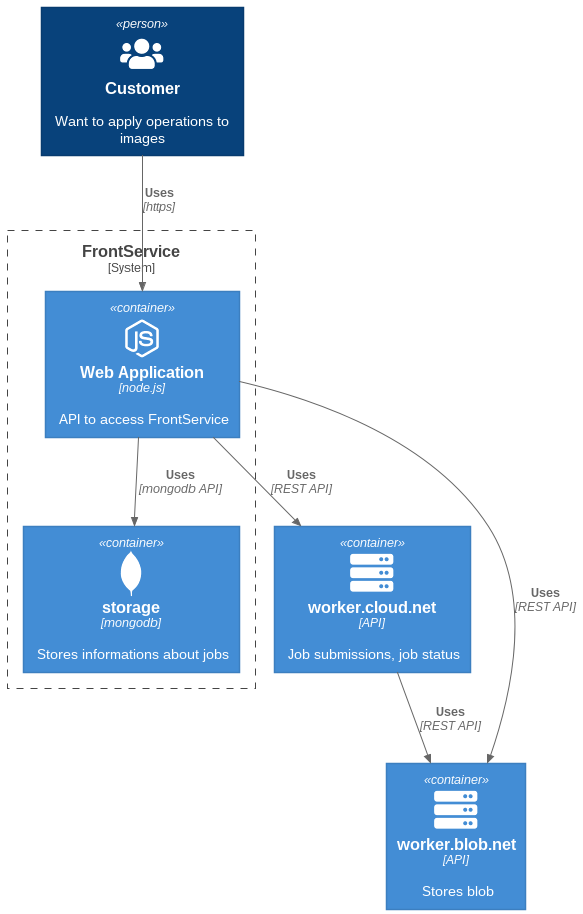 «person»
Customer
Want to apply operations to
images
Uses
[https]
FrontService
[System]
«container»
JS
Web Application
[node.js]
API to access FrontService
Uses
[mongodb API]
Uses
[REST API]
«container»
storage
[mongodb]
Stores informations about jobs
«container»
worker.cloud.net
[API]
Job submissions, job status
Uses
[REST API]
Uses
[REST API]
«container»
worker.blob.net
[API]
Stores blob